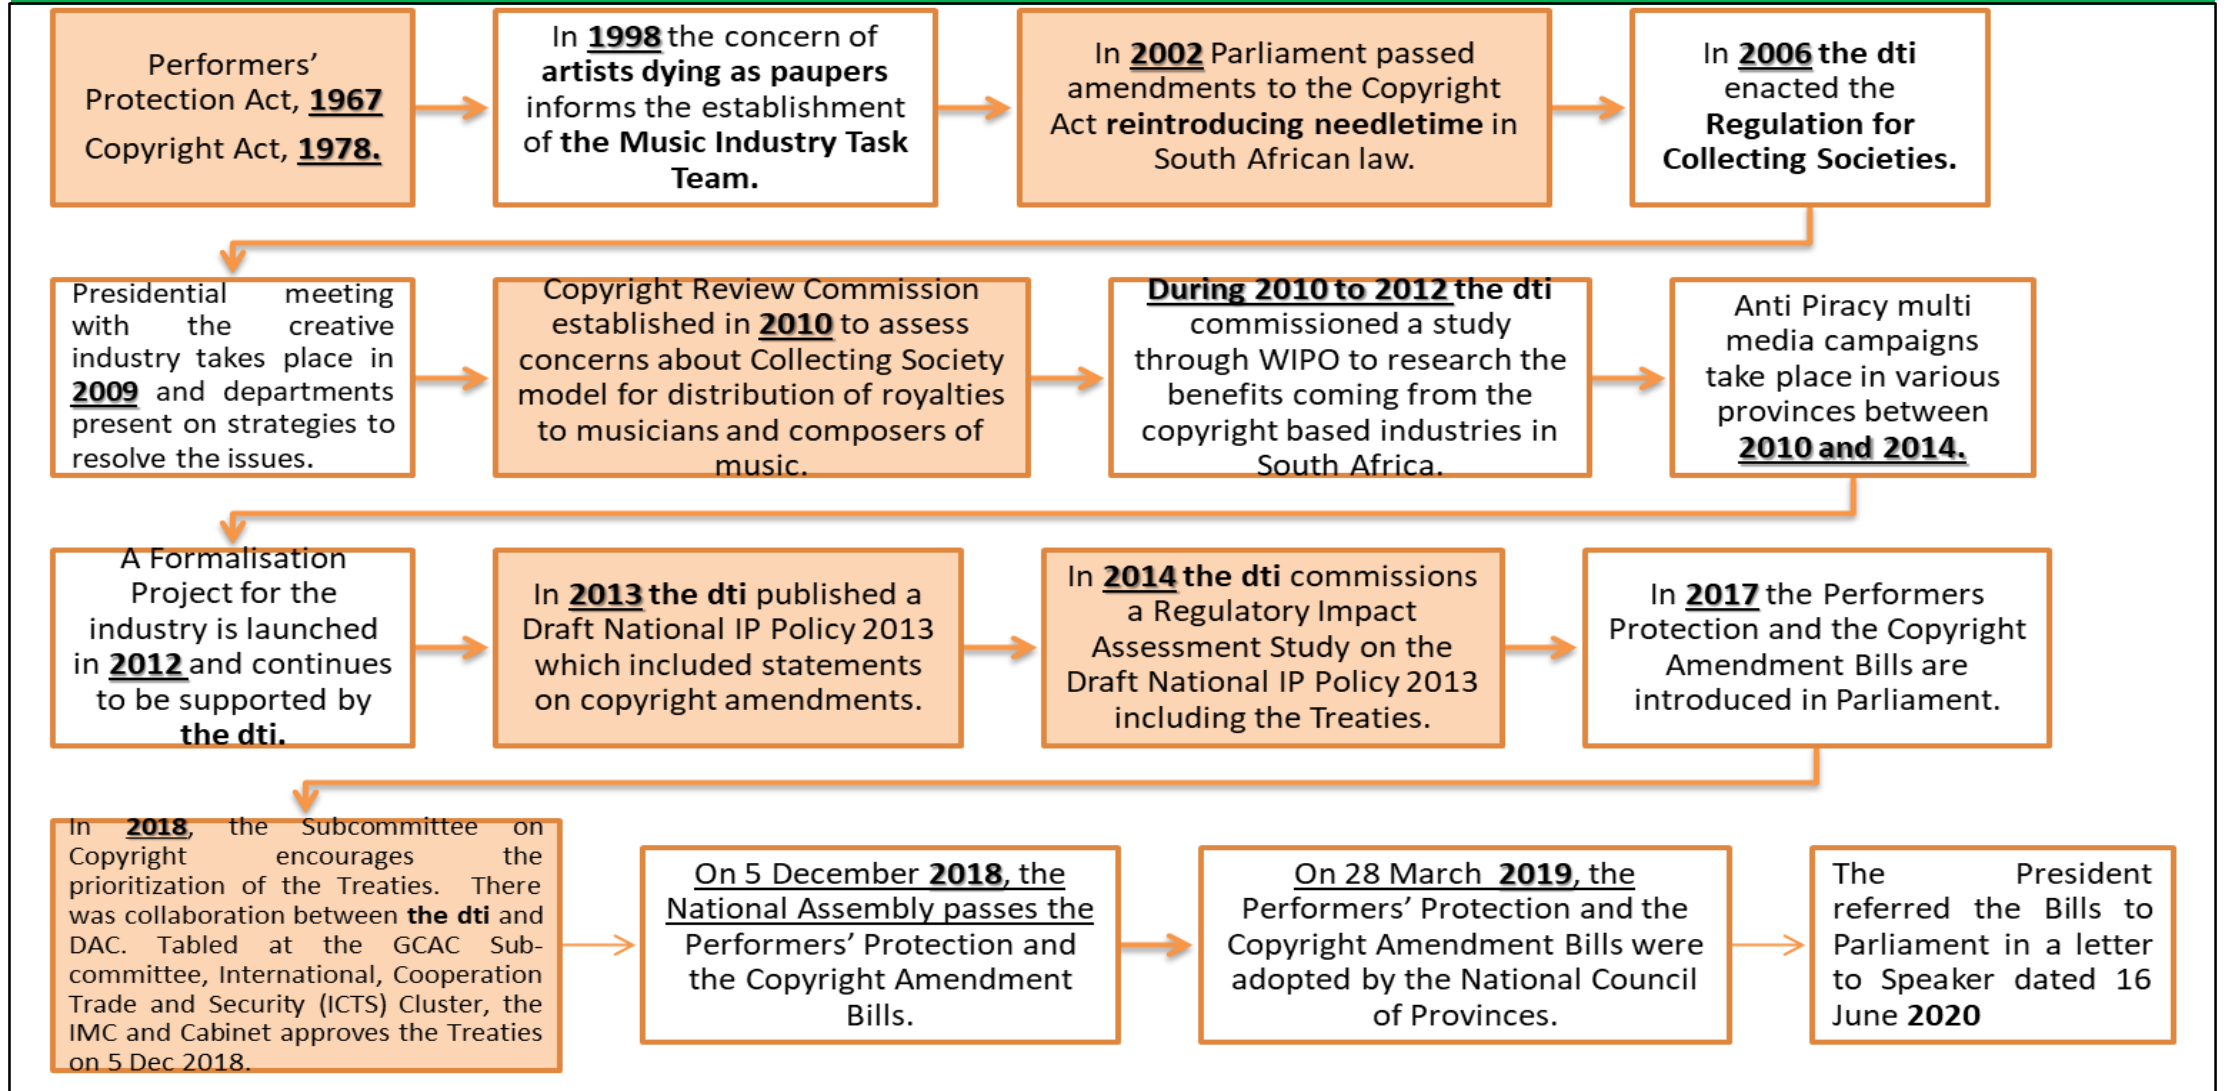 Performers’
Protection Act, 1967
Copyright Act, 1978.
In 1998 the concern of
artists dying as paupers
informs the establishment
of the Music Industry Task
Team.
In 2002 Parliament passed
amendments to the Copyright
Act reintroducing needletime in
South African law.
In 2006 the dti
enacted the
Regulation for
Collecting Societies.
Presidential meeting
with the creative
industry takes place in
2009 and departments
present on strategies to
resolve the issues.
Copyright Review Commission
established in 2010 to assess
concerns about Collecting Society
model for distribution of royalties
to musicians and composers of
music.
During 2010 to 2012 the dti
commissioned a study
through WIPO to research the
benefits coming from the
copyright based industries in
South Africa.
Anti Piracy multi
media campaigns
take place in various
provinces between
2010 and 2014.
A Formalisation
Project for the
industry is launched
in 2012 and continues
to be supported by
the dti.
In 2013 the dti published a
Draft National IP Policy 2013
which included statements
on copyright amendments.
In 2014 the dti commissions
a Regulatory Impact
Assessment Study on the
Draft National IP Policy 2013
including the Treaties.
In 2017 the Performers
Protection and the Copyright
Amendment Bills are
introduced in Parliament.
In 2018, the Subcommittee on
Copyright encourages the
prioritization of the Treaties. There
was collaboration between the dti and
DAC. Tabled at the GCAC Sub-
committee, International, Cooperation
Trade and Security (ICTS) Cluster, the
IMC and Cabinet approves the Treaties
on 5 Dec 2018.
On 5 December 2018, the
National Assembly passes the
Performers’ Protection and
the Copyright Amendment
Bills.
On 28 March 2019, the
Performers’ Protection and the
Copyright Amendment Bills were
adopted by the National Council
of Provinces.
The President
referred the Bills to
Parliament in a letter
to Speaker dated 16
June 2020